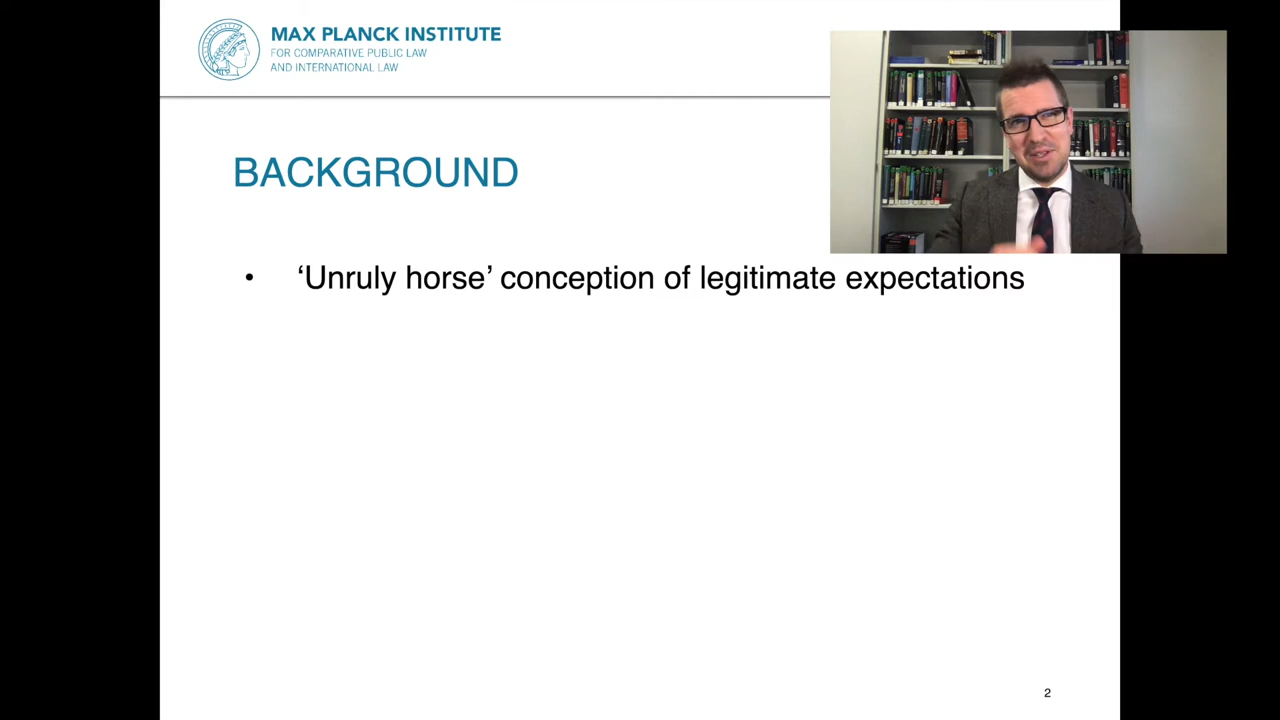 MAX PLANCK INSTITUTE
FOR COMPARATIVE PUBLIC LAW
AND INTERNATIONAL LAW
BACKGROUND
• ‘Unruly horse’ conception of legitimate expectations
2